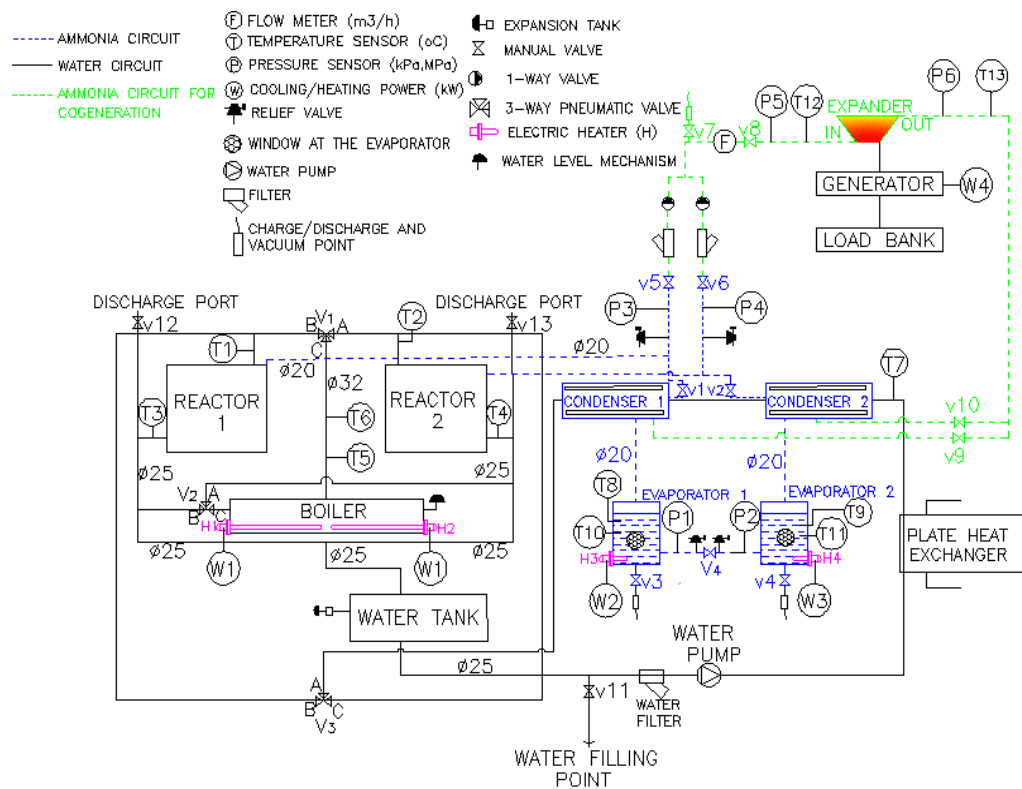 AMMONIA CIRCUIT
WATER CIRCUIT
AMMONIA CIRCUIT FOR
COGENERATION
F FLOW METER (m3/h)
T TEMPERATURE SENSOR (oC)
P PRESSURE SENSOR (kPa,MPa)
W COOLING/HEATING POWER (kW)
RELIEF VALVE
WINDOW AT THE EVAPORATOR
WATER PUMP
FILTER
CHARGE/DISCHARGE AND
VACUUM POINT
EXPANSION TANK
MANUAL VALVE
1-WAY VALVE
3-WAY PNEUMATIC VALVE
ELECTRIC HEATER (H)
WATER LEVEL MECHANISM
P6
T13
P5
T12
EXPANDER
IN
OUT
v7
F
v8
GENERATOR
W4
LOAD BANK
v5
v6
P3
P4
DISCHARGE PORT
v12
DISCHARGE PORT
v13
V1
B
A
C
T2
T1
ø20
ø20
ø32
REACTOR
1
REACTOR
2
T3
T6
T4
T5
ø25
ø25
v1
v2
CONDENSER 1
CONDENSER 2
T7
v10
v9
ø20
ø20
V2
A
B
C
BOILER
H1
H2
ø25
ø25
ø25
W1
W1
EVAPORATOR 1
EVAPORATOR 2
T8
T9
T10
T11
P1
P2
V4
H3
H4
v3
v4
W2
W3
PLATE HEAT
EXCHANGER
WATER TANK
ø25
WATER
PUMP
A
B
C
V3
v11
WATER
FILTER
WATER FILLING
POINT